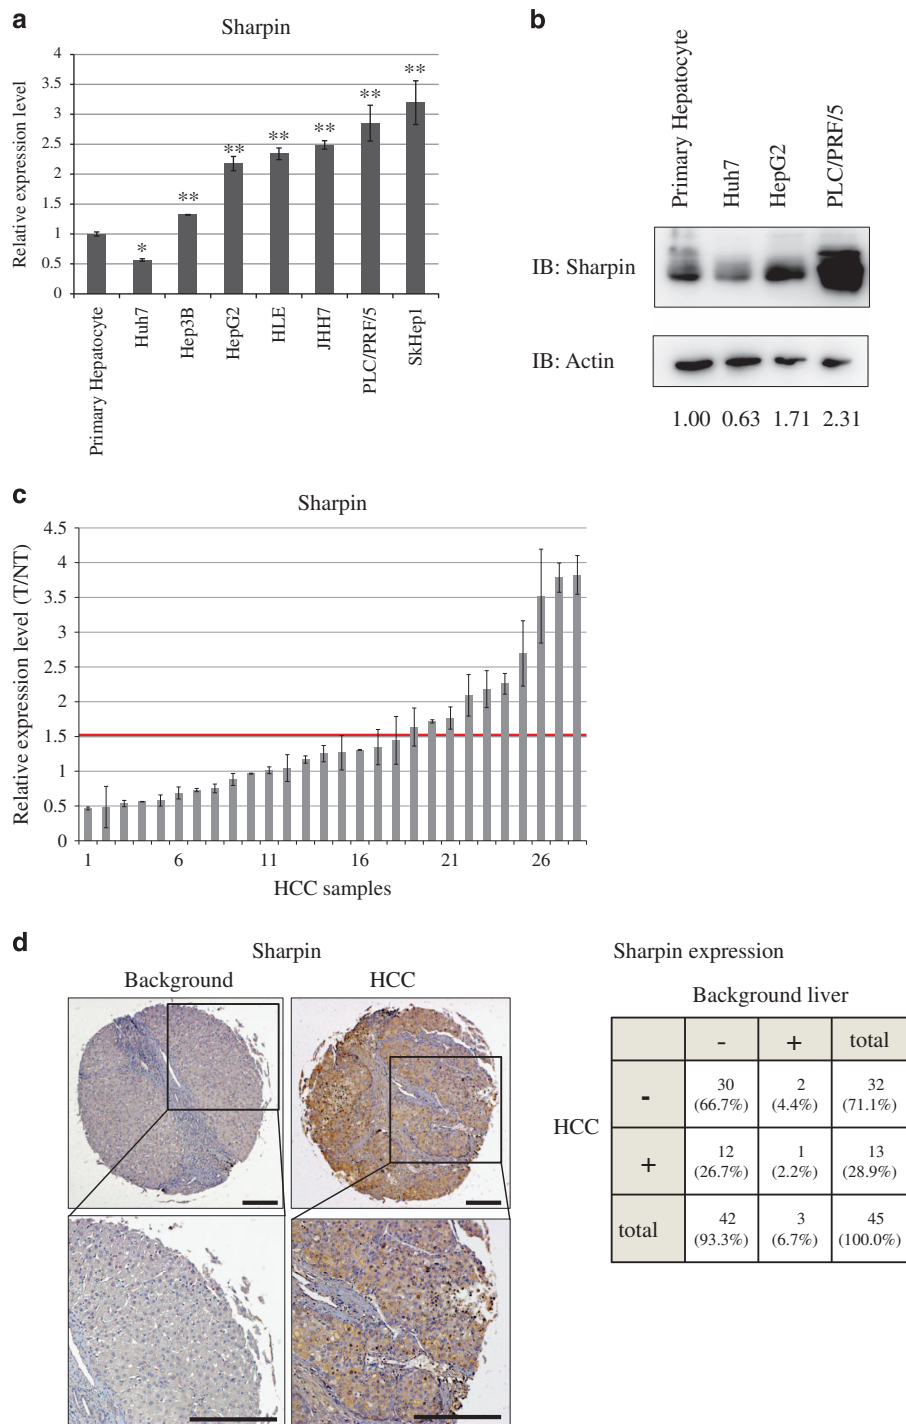 a
Sharpin
Relative expression level
4
3.5
3
2.5
2
1.5
1
0.5
0
*
**
**
**
**
**
**
Primary Hepatocyte
Huh7
Hep3B
HepG2
HLE
JHH7
PLC/PRF/5
SkHep1
b
Primary Hepatocyte
Huh7
HepG2
PLC/PRF/5
IB: Sharpin
IB: Actin
1.00 0.63 1.71 2.31
c
Sharpin
Relative expression level (T/NT)
4.5
4
3.5
3
2.5
2
1.5
1
0.5
0
1 6 11 16 21 26
HCC samples
d
Sharpin
Background HCC
Sharpin expression
Background liver
- + total
HCC
- 30 2 32
(66.7%) (4.4%) (71.1%)
+ 12 1 13
(26.7%) (2.2%) (28.9%)
total 42 3 45
(93.3%) (6.7%) (100.0%)